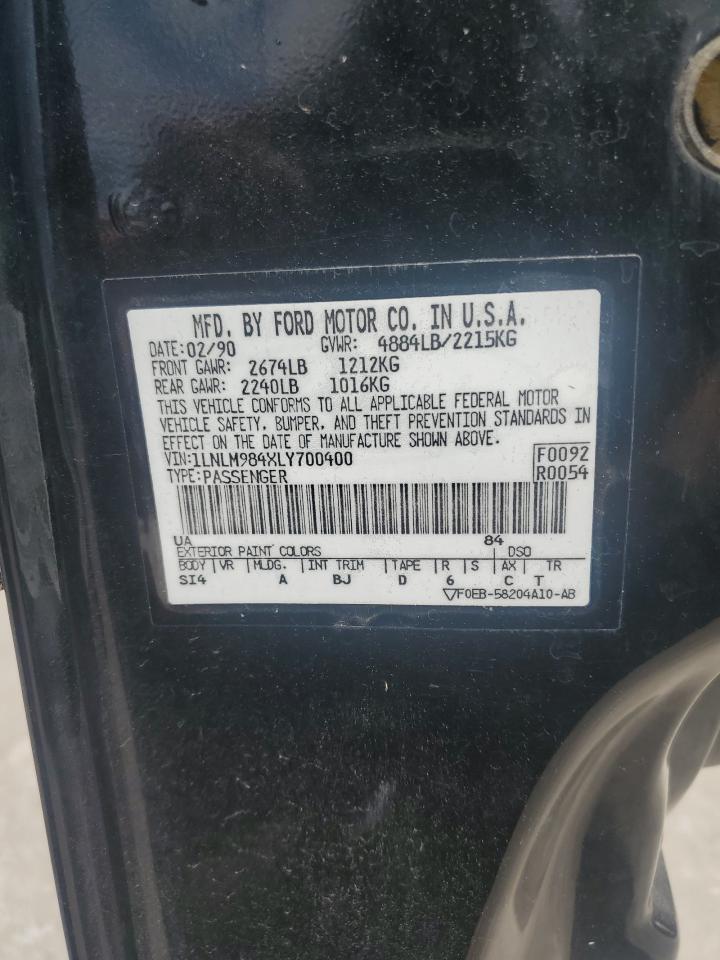 MFD. BY FORD MOTOR CO. IN U.S.A.
DATE: 02/90 GVWR: 4884LB/2215KG
FRONT GAWR: 2674LB 1212KG
REAR GAWR: 2240LB 1016KG
THIS VEHICLE CONFORMS TO ALL APPLICABLE FEDERAL MOTOR
VEHICLE SAFETY, BUMPER, AND THEFT PREVENTION STANDARDS IN
EFFECT ON THE DATE OF MANUFACTURE SHOWN ABOVE.
VIN:1LNLM984XLY700400 F0092
TYPE:PASSENGER R0054
UA 84
EXTERIOR PAINT COLORS DSO
BODY VR MLDG. INT TRIM TAPE R S AX TR
SI4 A BJ D 6 C T
F0EB-58204A10-AB